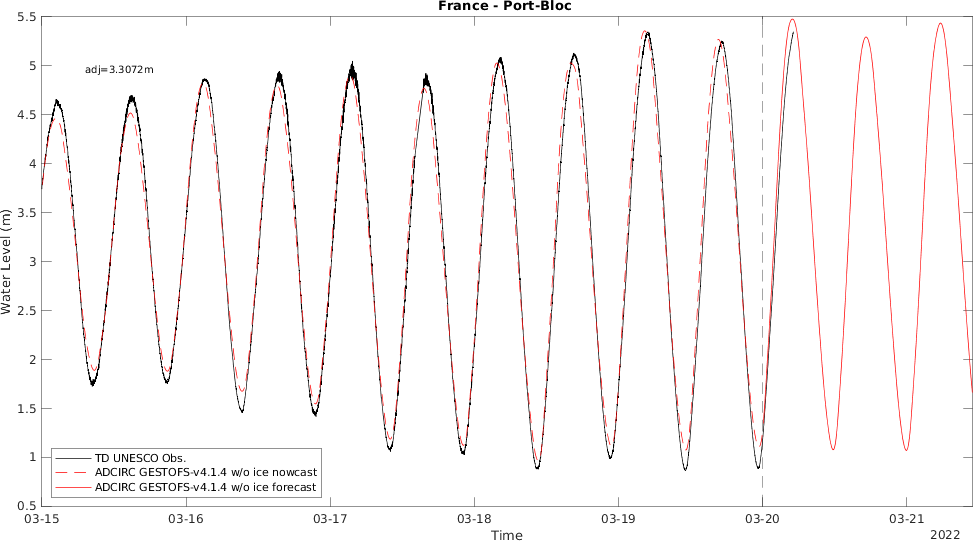 France - Port-Bloc
5.5
5
4.5
4
3.5
3
2.5
2
1.5
1
0.5
Water Level (m)
adj=3.3072m
TD UNESCO Obs.
ADCIRC GESTOFS-v4.1.4 w/o ice nowcast
ADCIRC GESTOFS-v4.1.4 w/o ice forecast
03-15 03-16 03-17 03-18 03-19 03-20 03-21
Time
2022